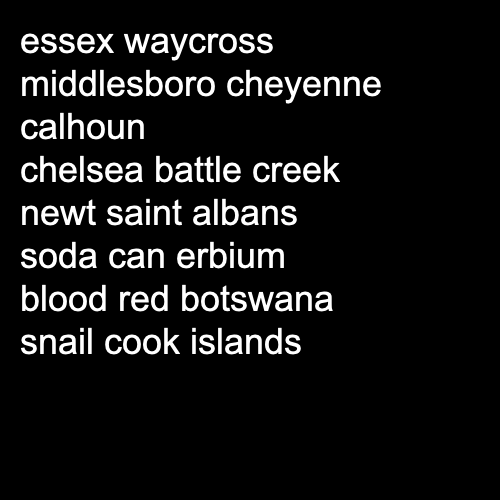 essex waycross
middlesboro cheyenne
calhoun
chelsea battle creek
newt saint albans
soda can erbium
blood red botswana
snail cook islands